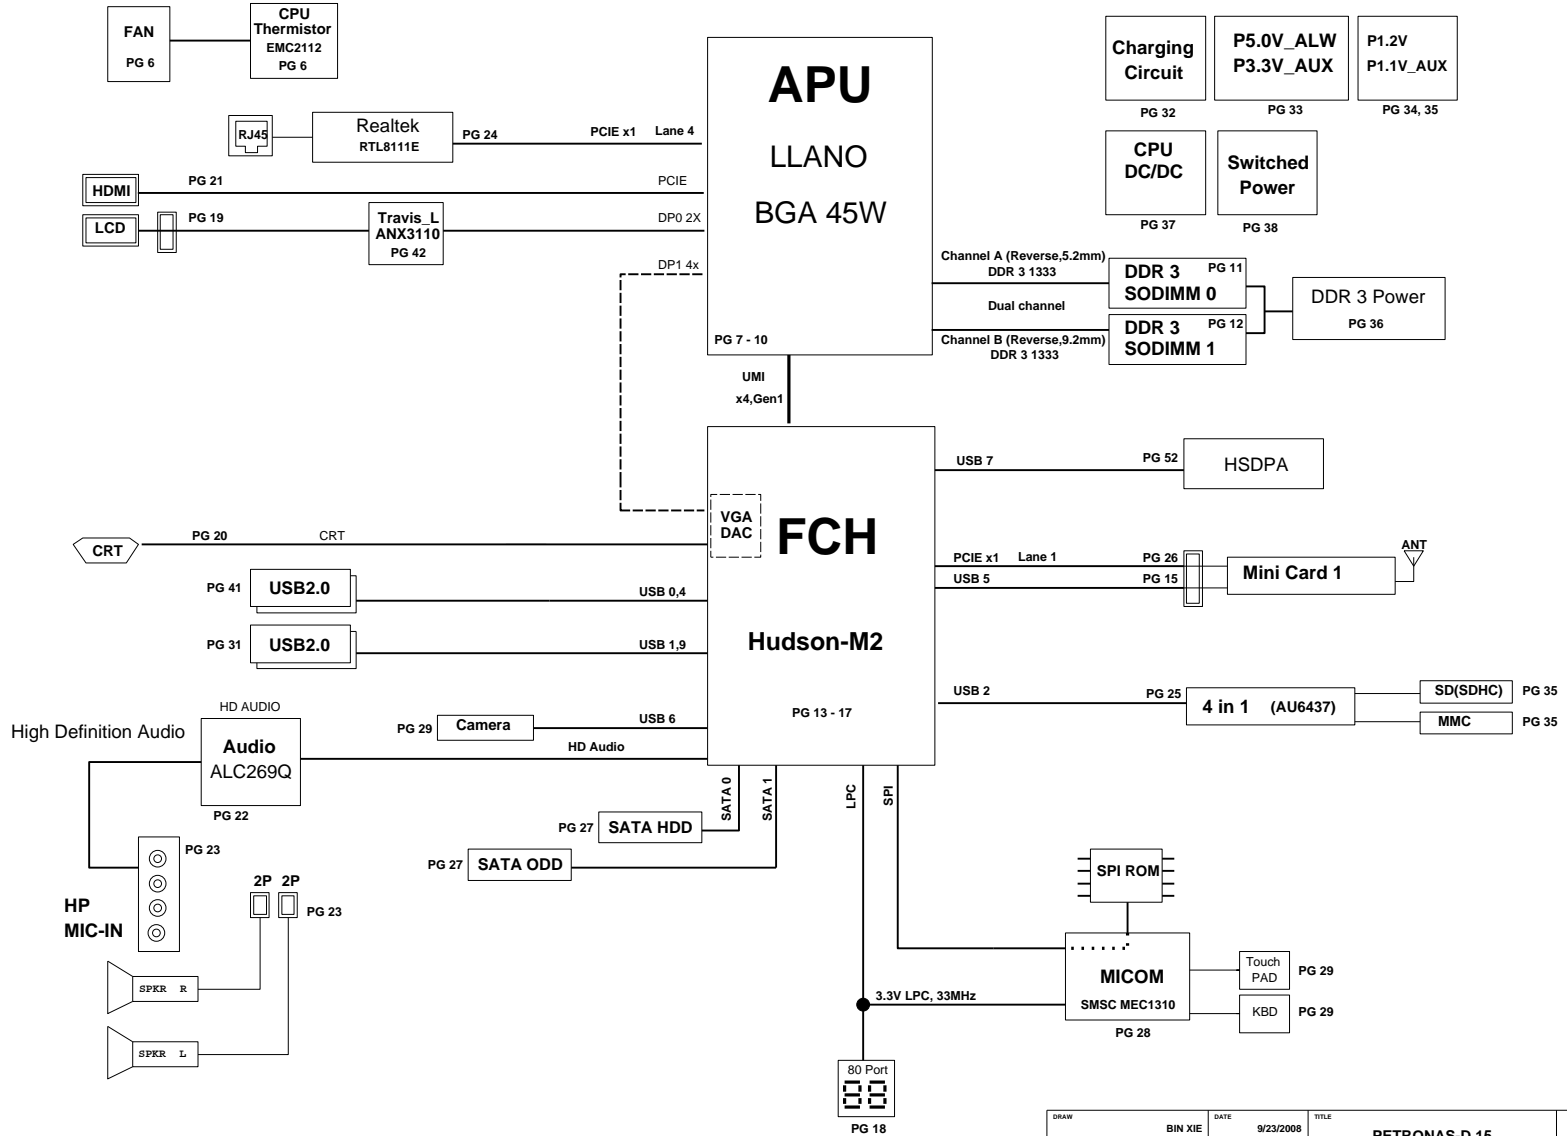 FAN
PG 6
CPU
Thermistor
EMC2112
PG 6
APU
LLANO
BGA 45W
PG 7 - 10
Charging
Circuit
PG 32
P5.0V_ALW
P3.3V_AUX
PG 33
P1.2V
P1.1V_AUX
PG 34, 35
CPU
DC/DC
PG 37
Switched
Power
PG 38
RJ45
Realtek
RTL8111E
PG 24
PCIE x1 Lane 4
HDMI
PG 21
PCIE
LCD
PG 19
Travis_L
ANX3110
PG 42
DP0 2X
DP1 4x
Channel A (Reverse,5.2mm)
DDR 3 1333
Dual channel
Channel B (Reverse,9.2mm)
DDR 3 1333
DDR 3 PG 11
SODIMM 0
DDR 3 PG 12
SODIMM 1
DDR 3 Power
PG 36
UMI
x4,Gen1
VGA
DAC
FCH
Hudson-M2
PG 13 - 17
USB 7
PG 52
HSDPA
CRT
PG 20
CRT
PCIE x1 Lane 1
PG 26
USB 5
PG 15
Mini Card 1
ANT
PG 41
USB2.0
USB 0,4
PG 31
USB2.0
USB 1,9
USB 2
PG 25
4 in 1 (AU6437)
SD(SDHC)
PG 35
MMC
PG 35
High Definition Audio
HD AUDIO
Audio
ALC269Q
PG 22
PG 29
Camera
USB 6
HD Audio
SATA 0
SATA 1
LPC
SPI
PG 27
SATA HDD
PG 27
SATA ODD
PG 23
HP
MIC-IN
2P 2P
PG 23
SPKR R
SPKR L
SPI ROM
MICOM
SMSC MEC1310
PG 28
Touch
PAD
PG 29
KBD
PG 29
3.3V LPC, 33MHz
80 Port
88
PG 18
DRAW
BIN XIE
DATE
9/23/2008
TITLE
PETRONAS-D 15